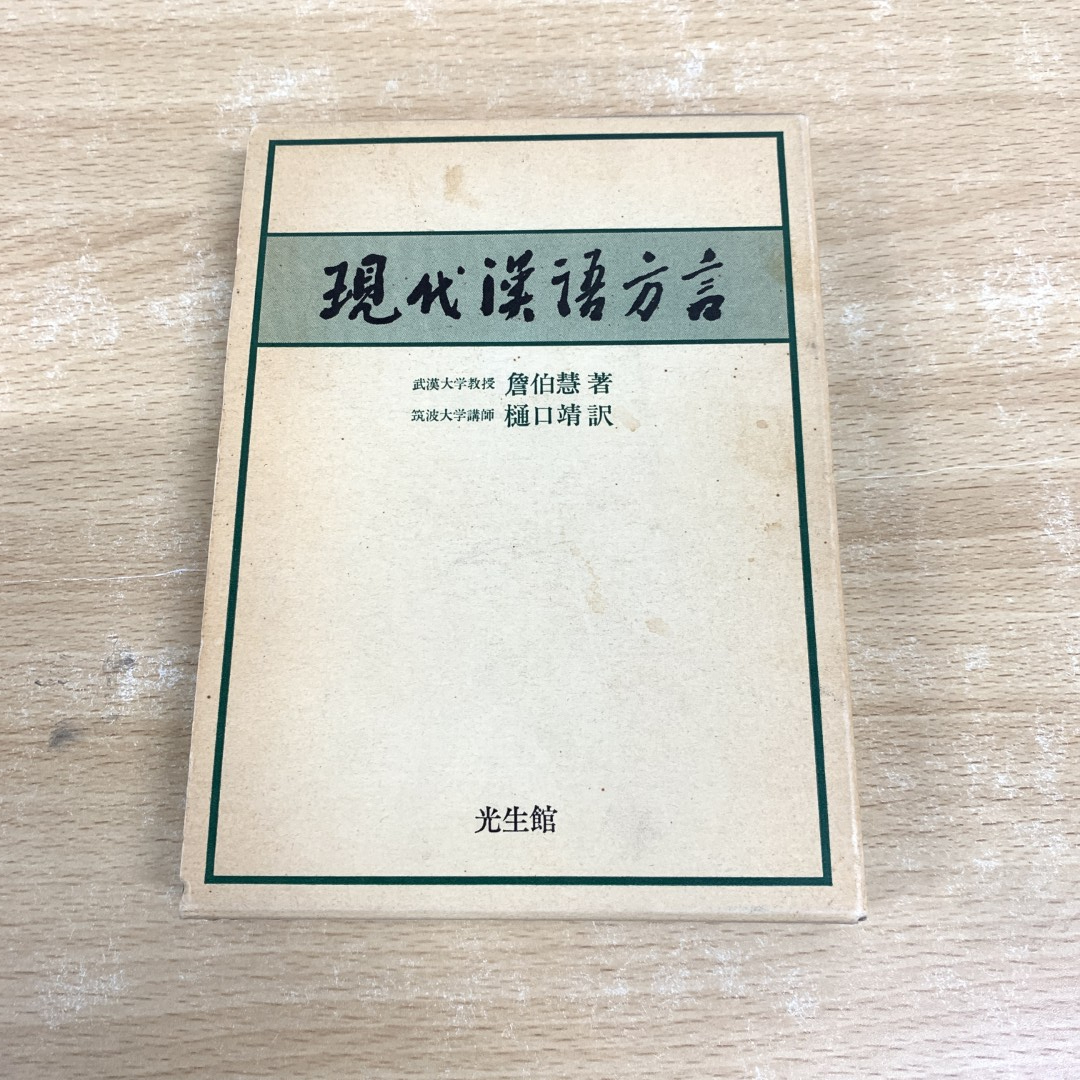 現代漢語方言
武漢大学教授 詹伯慧 著
筑波大学講師 樋口靖 訳
光生館